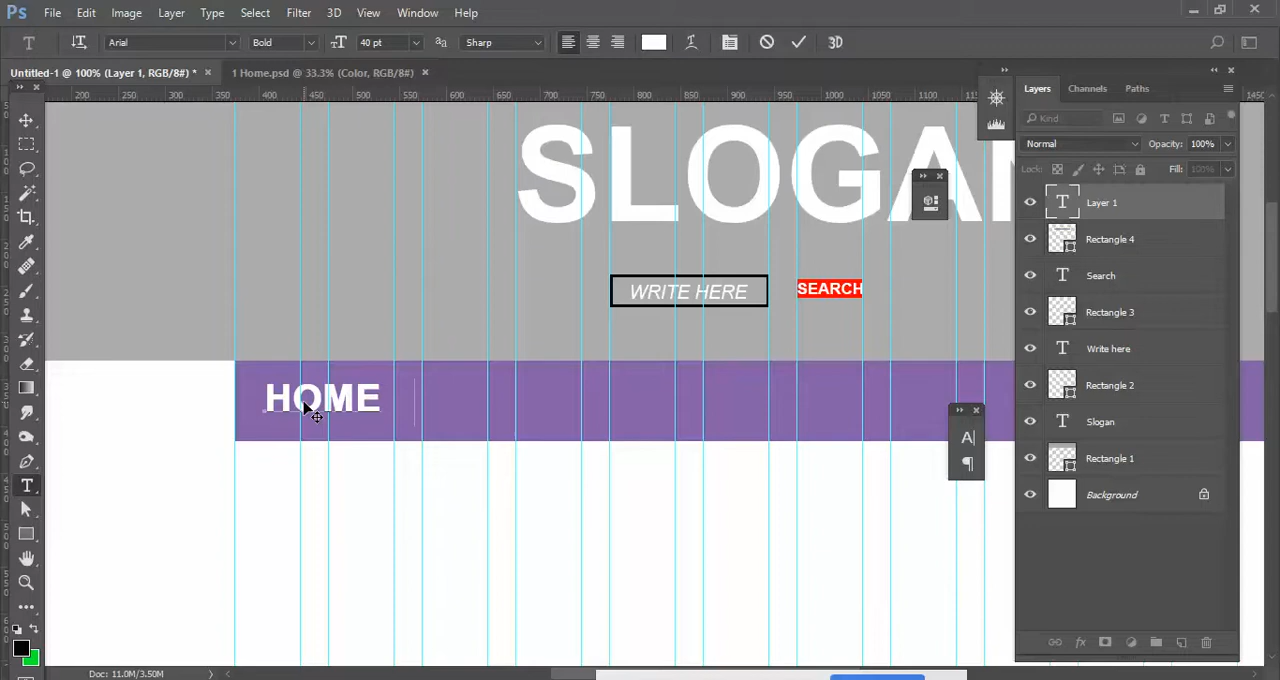 Ps File Edit Image Layer Type Select Filter 3D View Window Help
T Arial Bold 40 pt aa Sharp 3D
Untitled-1 @ 100% (Layer 1, RGB/8#) * × 1 Home.psd @ 33.3% (Color, RGB/8#) ×
200 250 300 350 400 450 500 550 600 650 700 750 800 850 900 950 1000 1050 1100 1450
Layers Channels Paths
Kind
Normal Opacity: 100%
Lock: Fill: 100%
SLOGAN
WRITE HERE
SEARCH
HOME
A|
T Layer 1
Rectangle 4
T Search
Rectangle 3
T Write here
Rectangle 2
T Slogan
Rectangle 1
Background
fx
Doc: 11.0M/3.50M